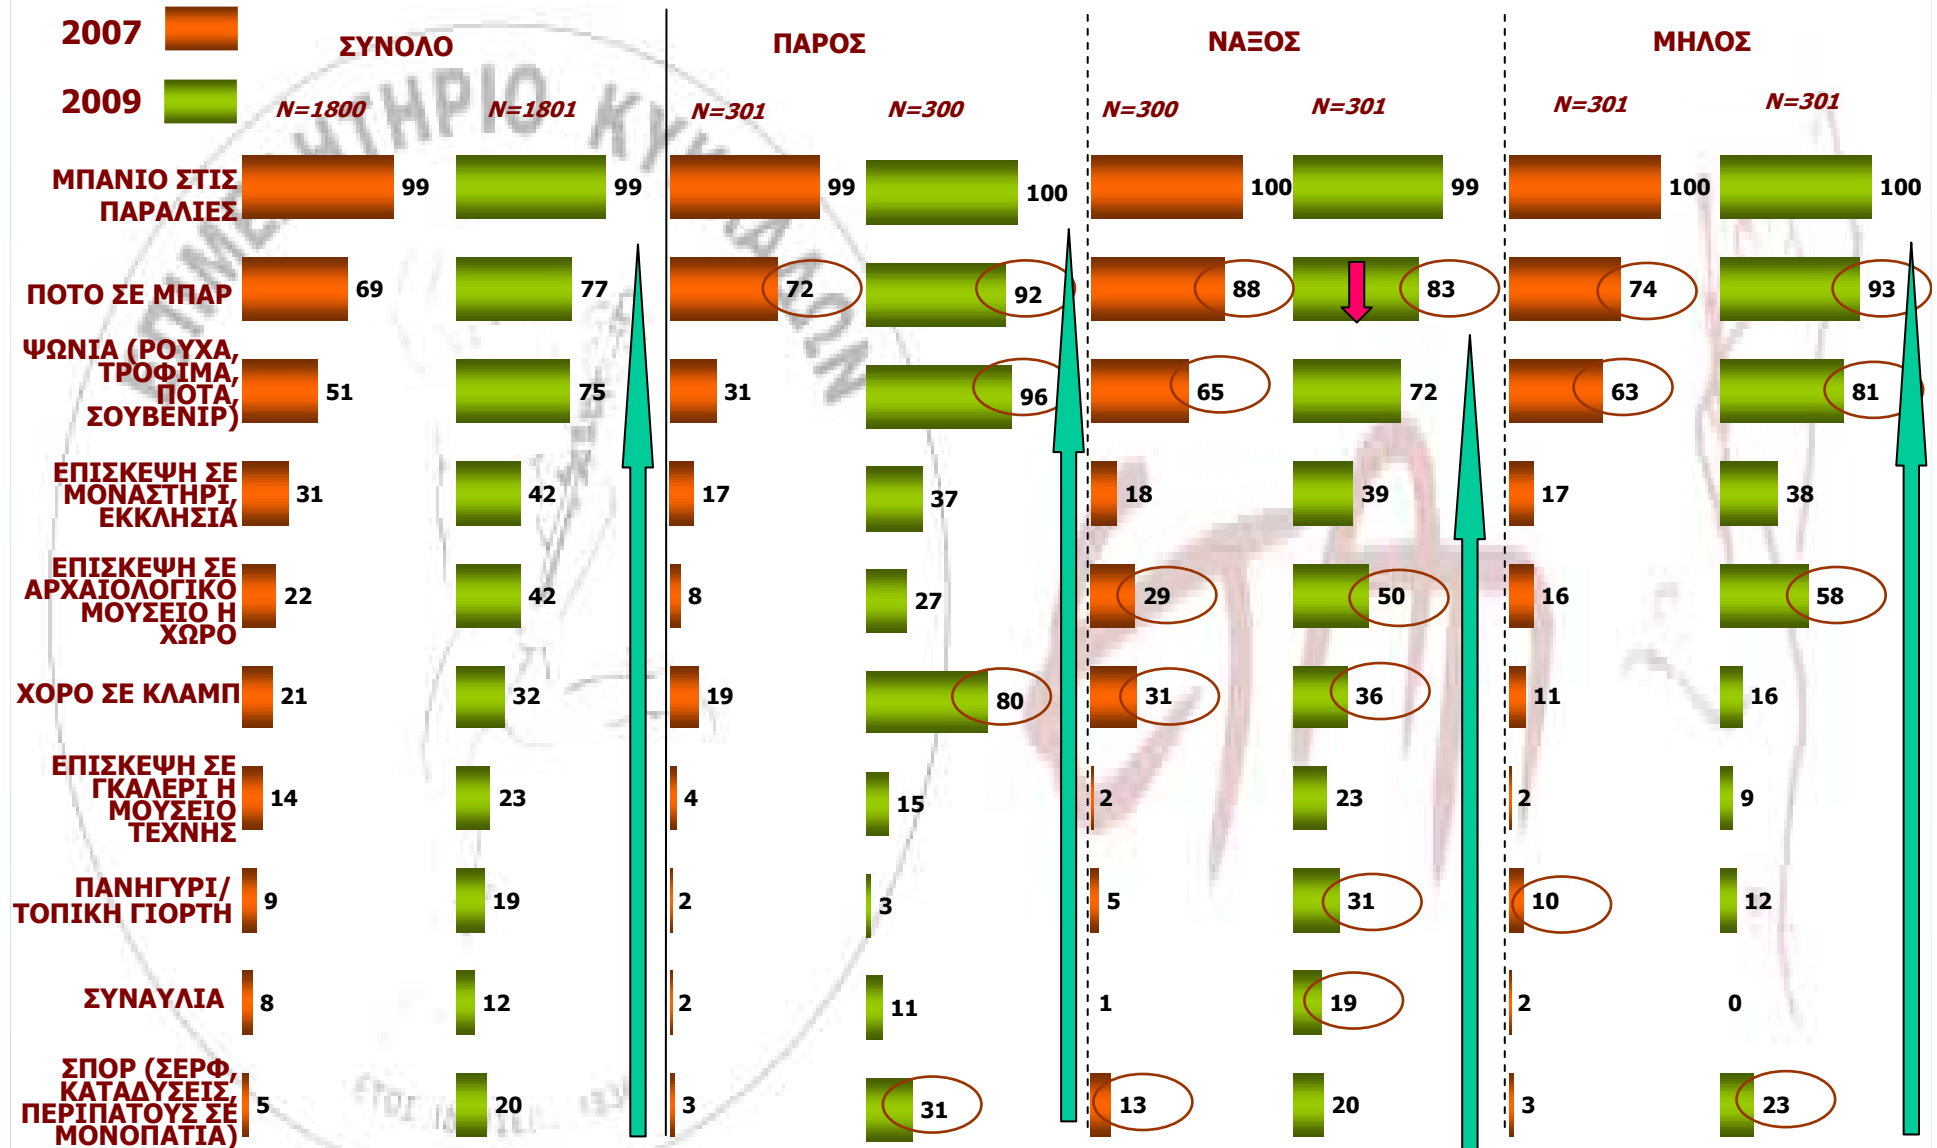 2007
2009
ΣΥΝΟΛΟ ΠΑΡΟΣ ΝΑΞΟΣ ΜΗΛΟΣ
N=1800 N=1801 N=301 N=300 N=300 N=301 N=301 N=301
ΜΠΑΝΙΟ ΣΤΙΣ
ΠΑΡΑΛΙΕΣ
99 99 99 100 100 99 100 100
ΠΟΤΟ ΣΕ ΜΠΑΡ
69 77 72 92 88 83 74 93
ΨΩΝΙΑ (ΡΟΥΧΑ,
ΤΡΟΦΙΜΑ,
ΠΟΤΑ,
ΣΟΥΒΕΝΙΡ)
51 75 31 96 65 72 63 81
ΕΠΙΣΚΕΨΗ ΣΕ
ΜΟΝΑΣΤΗΡΙ,
ΕΚΚΛΗΣΙΑ
31 42 17 37 18 39 17 38
ΕΠΙΣΚΕΨΗ ΣΕ
ΑΡΧΑΙΟΛΟΓΙΚΟ
ΜΟΥΣΕΙΟ Η
ΧΩΡΟ
22 42 8 27 29 50 16 58
ΧΟΡΟ ΣΕ ΚΛΑΜΠ
21 32 19 80 31 36 11 16
ΕΠΙΣΚΕΨΗ ΣΕ
ΓΚΑΛΕΡΙ Η
ΜΟΥΣΕΙΟ
ΤΕΧΝΗΣ
14 23 4 15 2 23 2 9
ΠΑΝΗΓΥΡΙ/
ΤΟΠΙΚΗ ΓΙΟΡΤΗ
9 19 2 3 5 31 10 12
ΣΥΝΑΥΛΙΑ
8 12 2 11 1 19 2 0
ΣΠΟΡ (ΣΕΡΦ,
ΚΑΤΑΔΥΣΕΙΣ,
ΠΕΡΙΠΑΤΟΥΣ ΣΕ
ΜΟΝΟΠΑΤΙΑ)
5 20 3 31 13 20 3 23
ΕΠΙΜΕΛΗΤΗΡΙΟ ΚΥΚΛΑΔΩΝ